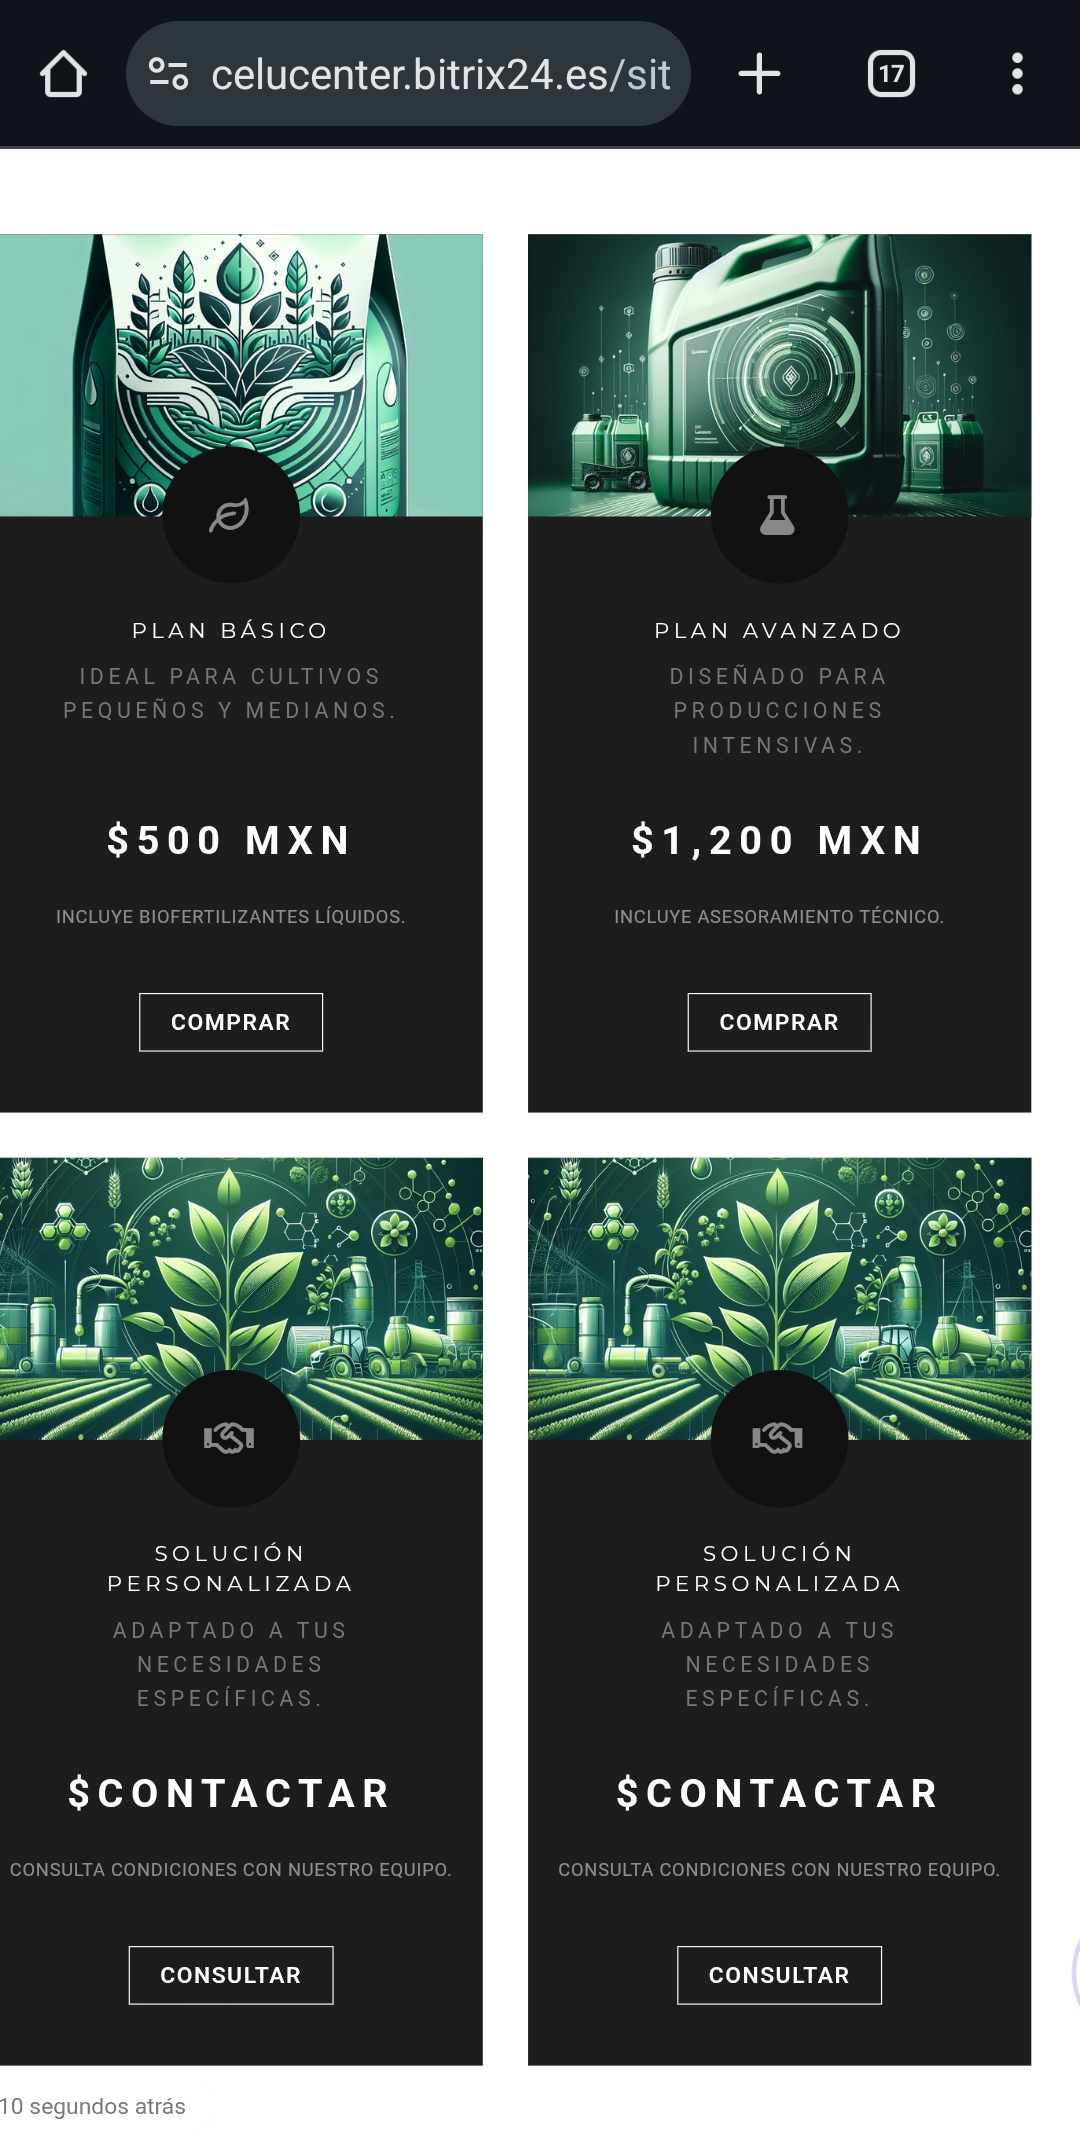 celucenter.bitrix24.es/sit
17
PLAN BÁSICO
IDEAL PARA CULTIVOS
PEQUEÑOS Y MEDIANOS.
$500 MXN
INCLUYE BIOFERTILIZANTES LÍQUIDOS.
COMPRAR
PLAN AVANZADO
DISEÑADO PARA
PRODUCCIONES
INTENSIVAS.
$1,200 MXN
INCLUYE ASESORAMIENTO TÉCNICO.
COMPRAR
SOLUCIÓN
PERSONALIZADA
ADAPTADO A TUS
NECESIDADES
ESPECÍFICAS.
$CONTACTAR
CONSULTA CONDICIONES CON NUESTRO EQUIPO.
CONSULTAR
SOLUCIÓN
PERSONALIZADA
ADAPTADO A TUS
NECESIDADES
ESPECÍFICAS.
$CONTACTAR
CONSULTA CONDICIONES CON NUESTRO EQUIPO.
CONSULTAR
10 segundos atrás